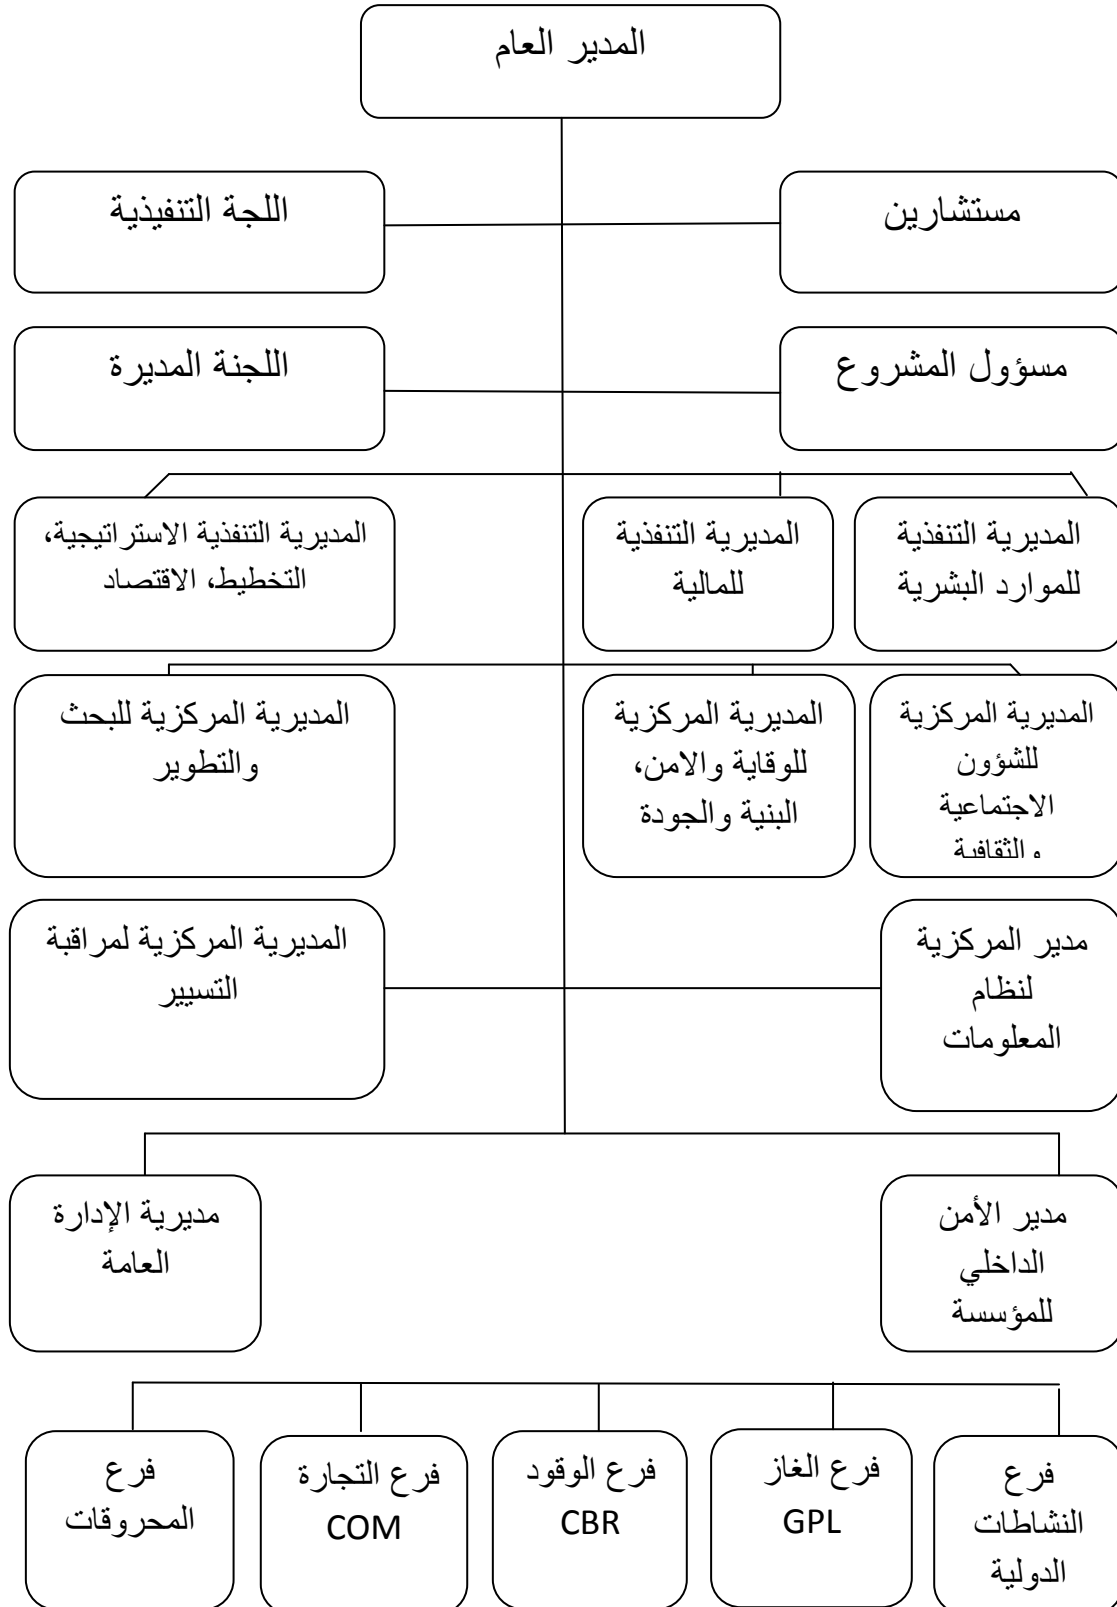 المدير العام
مستشارين
اللجة التنفيذية
مسؤول المشروع
اللجنة المديرة
المديرية التنفذية
للموارد البشرية
المديرية التنفذية
للمالية
المديرية التنفذية الاستراتيجية،
التخطيط، الاقتصاد
المديرية المركزية
للشؤون
الاجتماعية
والثقافية
المديرية المركزية
للوقاية والامن،
البنية والجودة
المديرية المركزية للبحث
والتطوير
مدير المركزية
لنظام
المعلومات
المديرية المركزية لمراقبة
التسيير
مدير الأمن
الداخلي
للمؤسسة
مديرية الإدارة
العامة
فرع
النشاطات
الدولية
فرع الغاز
GPL
فرع الوقود
CBR
فرع التجارة
COM
فرع
المحروقات